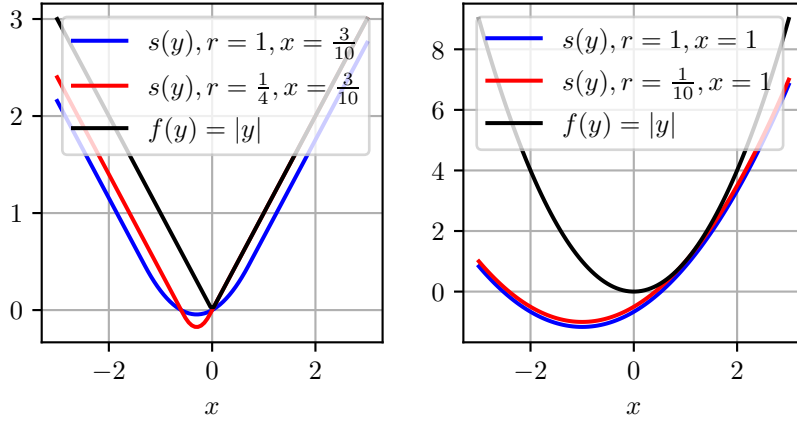 3
2
1
0
−2
0
2
x
s(y), r = 1, x = 3/10
s(y), r = 1/4, x = 3/10
f(y) = |y|
8
6
4
2
0
−2
0
2
x
s(y), r = 1, x = 1
s(y), r = 1/10, x = 1
f(y) = |y|